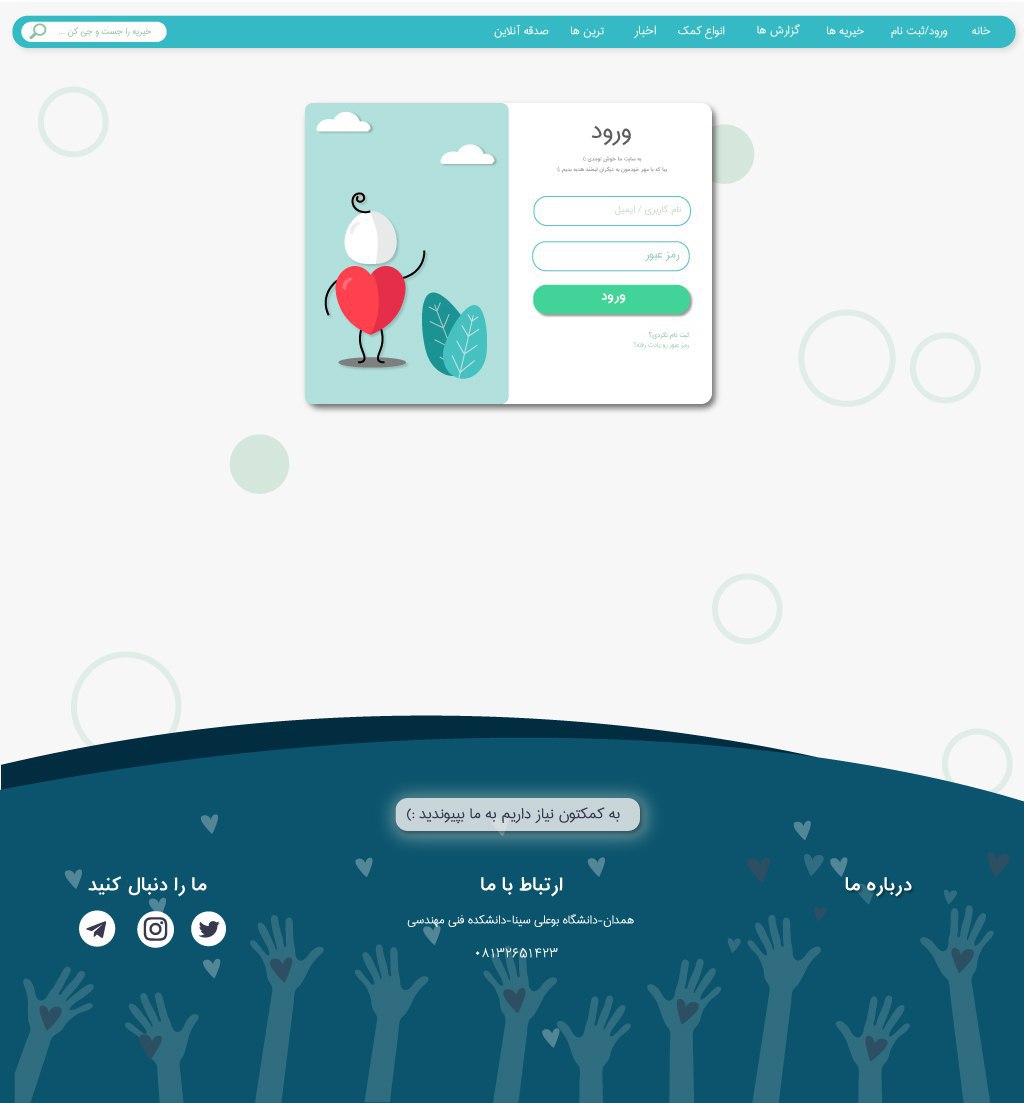 خانه
ورود/ثبت نام
خیریه ها
گزارش ها
انواع کمک
اخبار
ترین ها
صدقه آنلاین
خیریه را جست و جی کن ...
ورود
به سایت ما خوش اومدی :)
بیا که با مهر خودمون به دیگران لبخند هدیه بدیم :)
نام کاربری / ایمیل
رمز عبور
ورود
ثبت نام نکردی؟
رمز عبور رو یادت رفته؟
به کمکتون نیاز داریم به ما بپیوندید :)
درباره ما
ارتباط با ما
همدان-دانشگاه بوعلی سینا-دانشکده فنی مهندسی
۰۸۱۳۲۶۵۱۴۲۳
ما را دنبال کنید